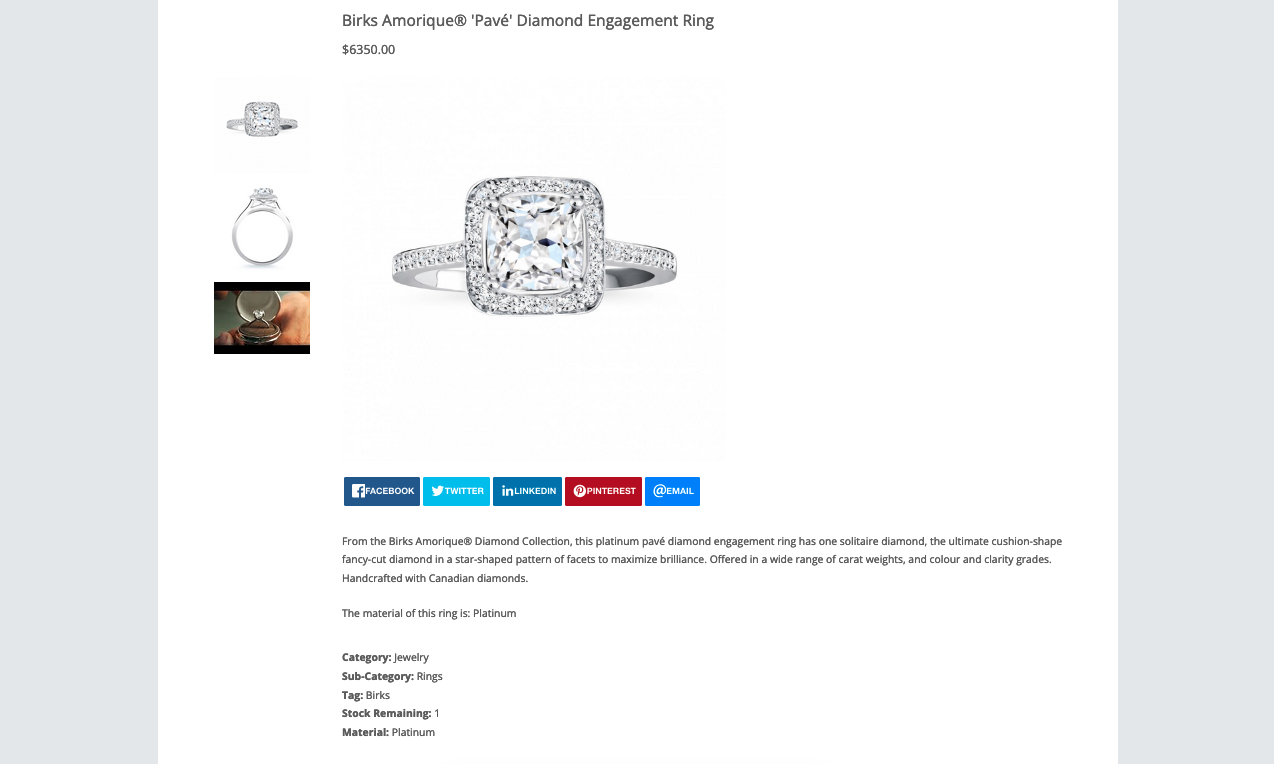 Birks Amorique® 'Pavé' Diamond Engagement Ring
$6350.00
FACEBOOK
TWITTER
LINKEDIN
PINTEREST
EMAIL
From the Birks Amorique® Diamond Collection, this platinum pavé diamond engagement ring has one solitaire diamond, the ultimate cushion-shape
fancy-cut diamond in a star-shaped pattern of facets to maximize brilliance. Offered in a wide range of carat weights, and colour and clarity grades.
Handcrafted with Canadian diamonds.
The material of this ring is: Platinum
Category: Jewelry
Sub-Category: Rings
Tag: Birks
Stock Remaining: 1
Material: Platinum